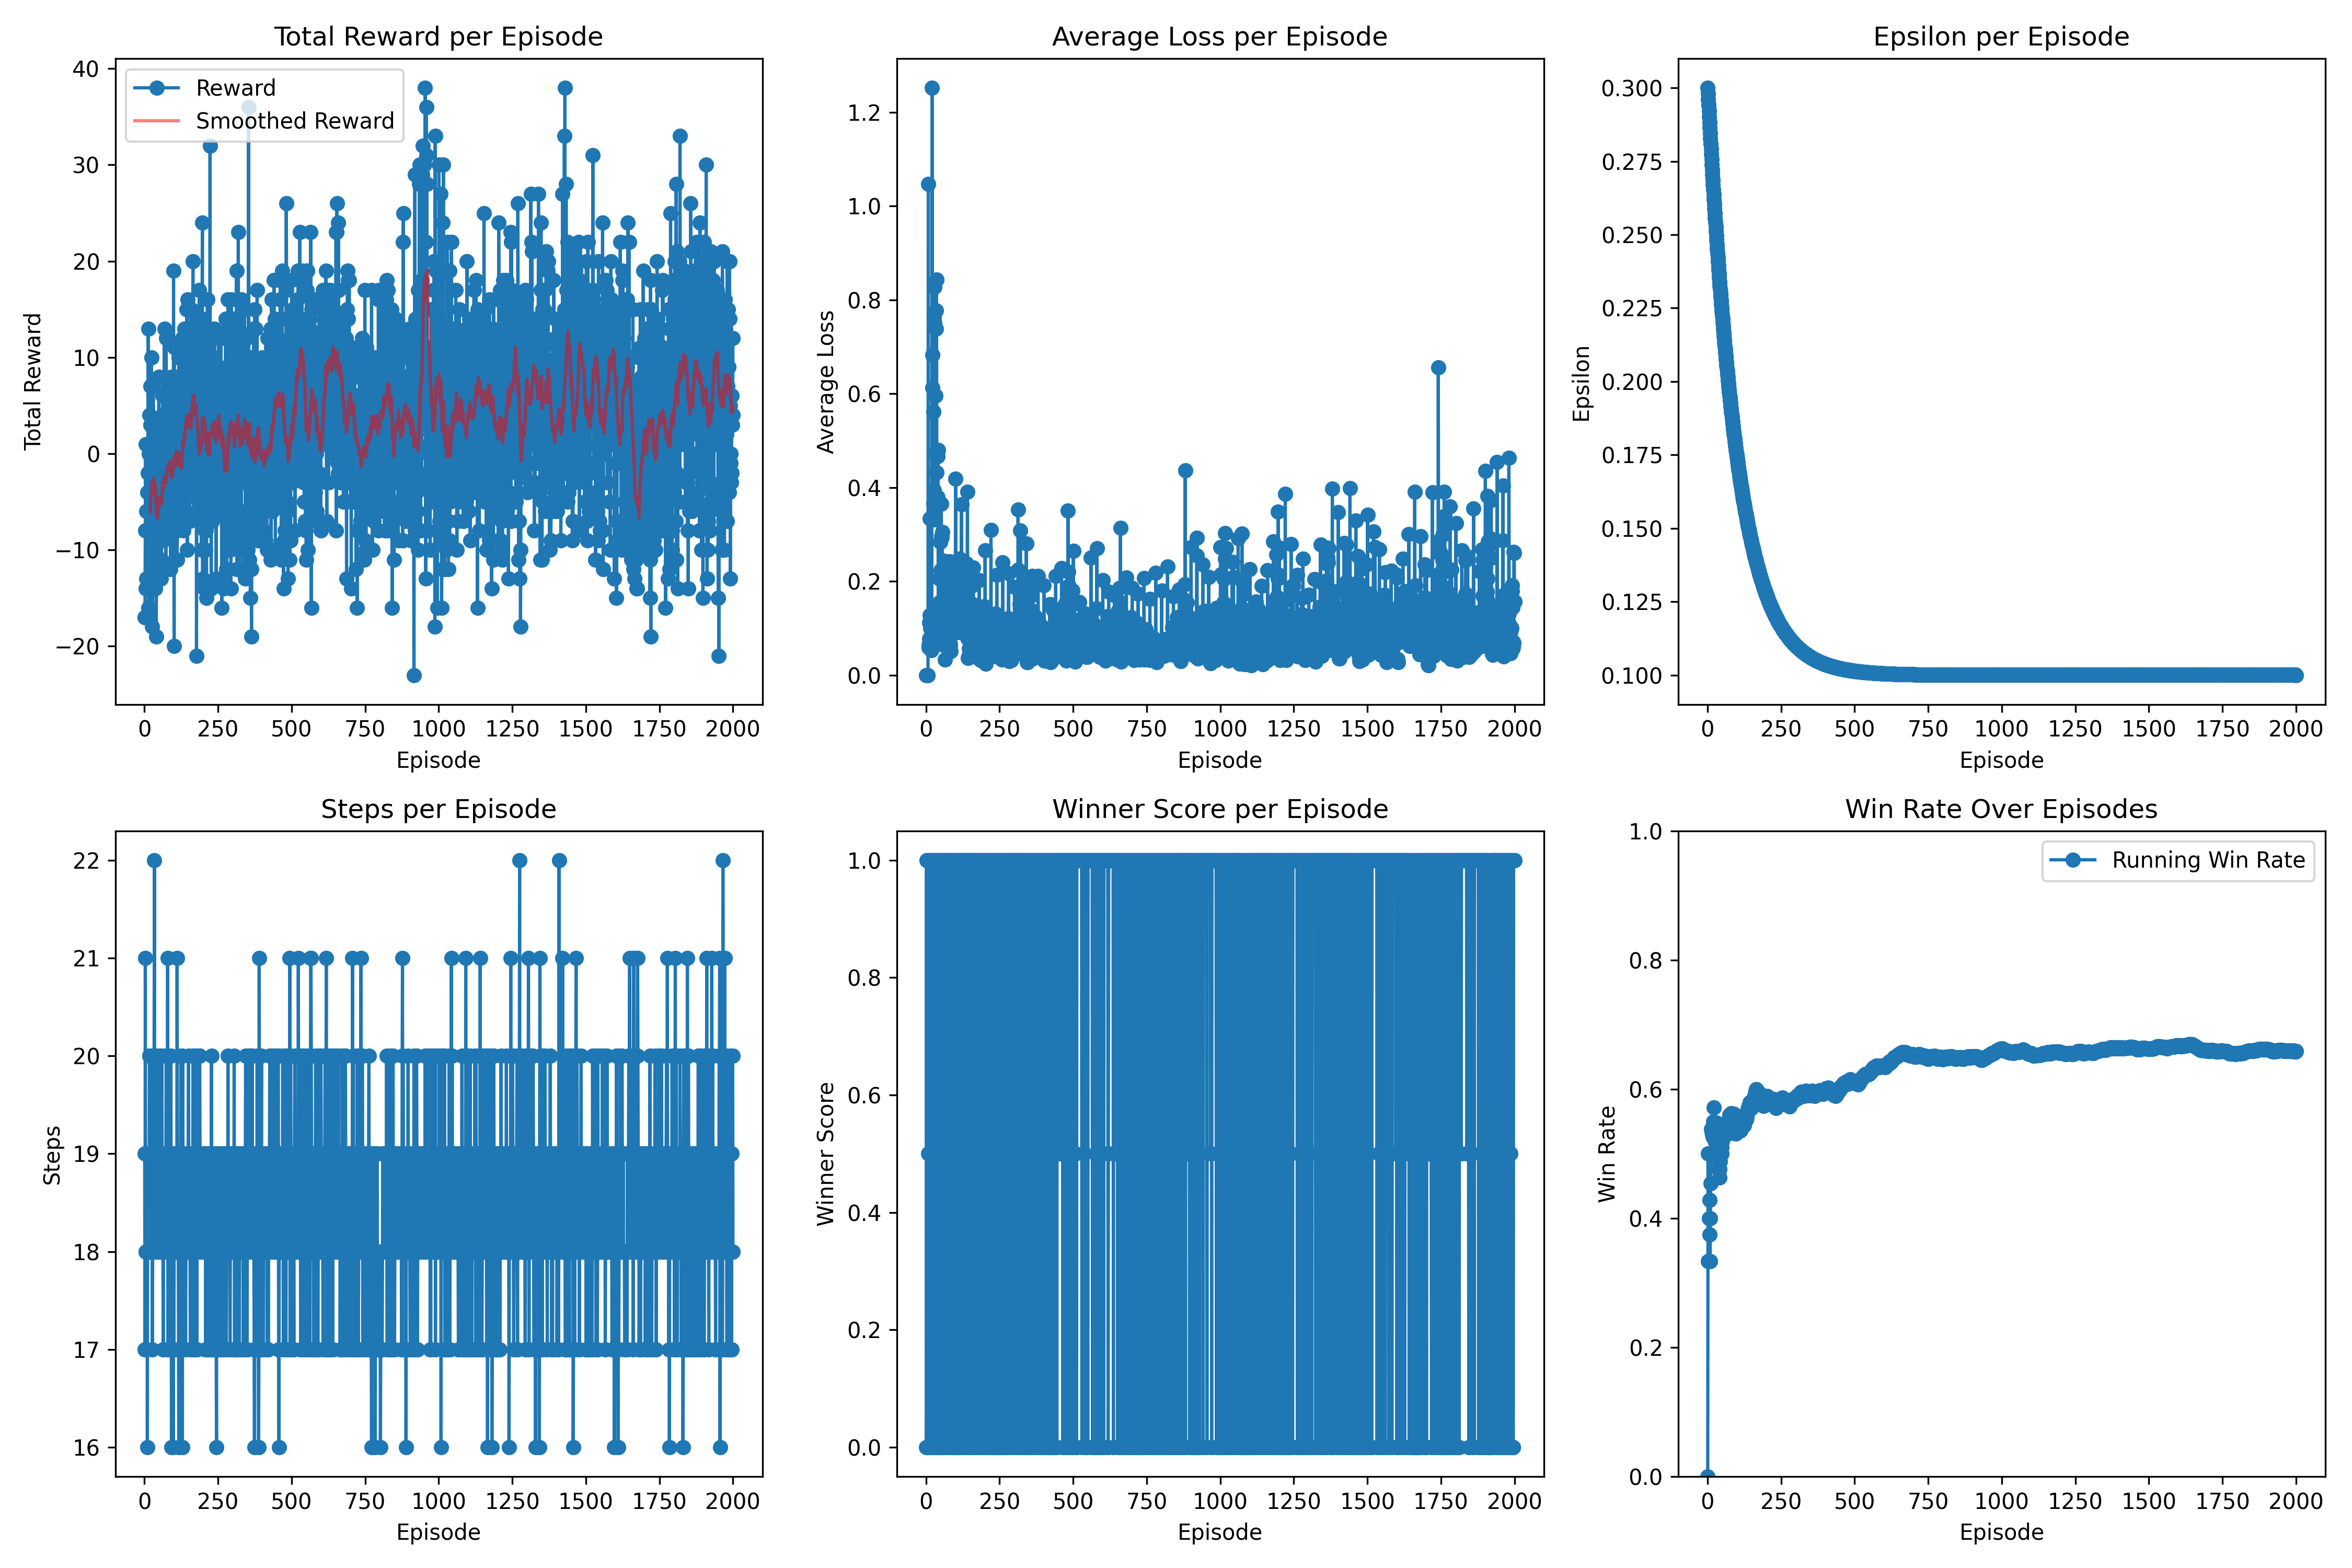 Total Reward per Episode
Average Loss per Episode
Epsilon per Episode
40
30
20
10
0
−10
−20
Total Reward
Reward
Smoothed Reward
0 250 500 750 1000 1250 1500 1750 2000
Episode
1.2
1.0
0.8
0.6
0.4
0.2
0.0
Average Loss
0 250 500 750 1000 1250 1500 1750 2000
Episode
0.300
0.275
0.250
0.225
0.200
0.175
0.150
0.125
0.100
Epsilon
0 250 500 750 1000 1250 1500 1750 2000
Episode
Steps per Episode
Winner Score per Episode
Win Rate Over Episodes
22
21
20
19
18
17
16
Steps
0 250 500 750 1000 1250 1500 1750 2000
Episode
1.0
0.8
0.6
0.4
0.2
0.0
Winner Score
0 250 500 750 1000 1250 1500 1750 2000
Episode
1.0
0.8
0.6
0.4
0.2
0.0
Win Rate
Running Win Rate
0 250 500 750 1000 1250 1500 1750 2000
Episode